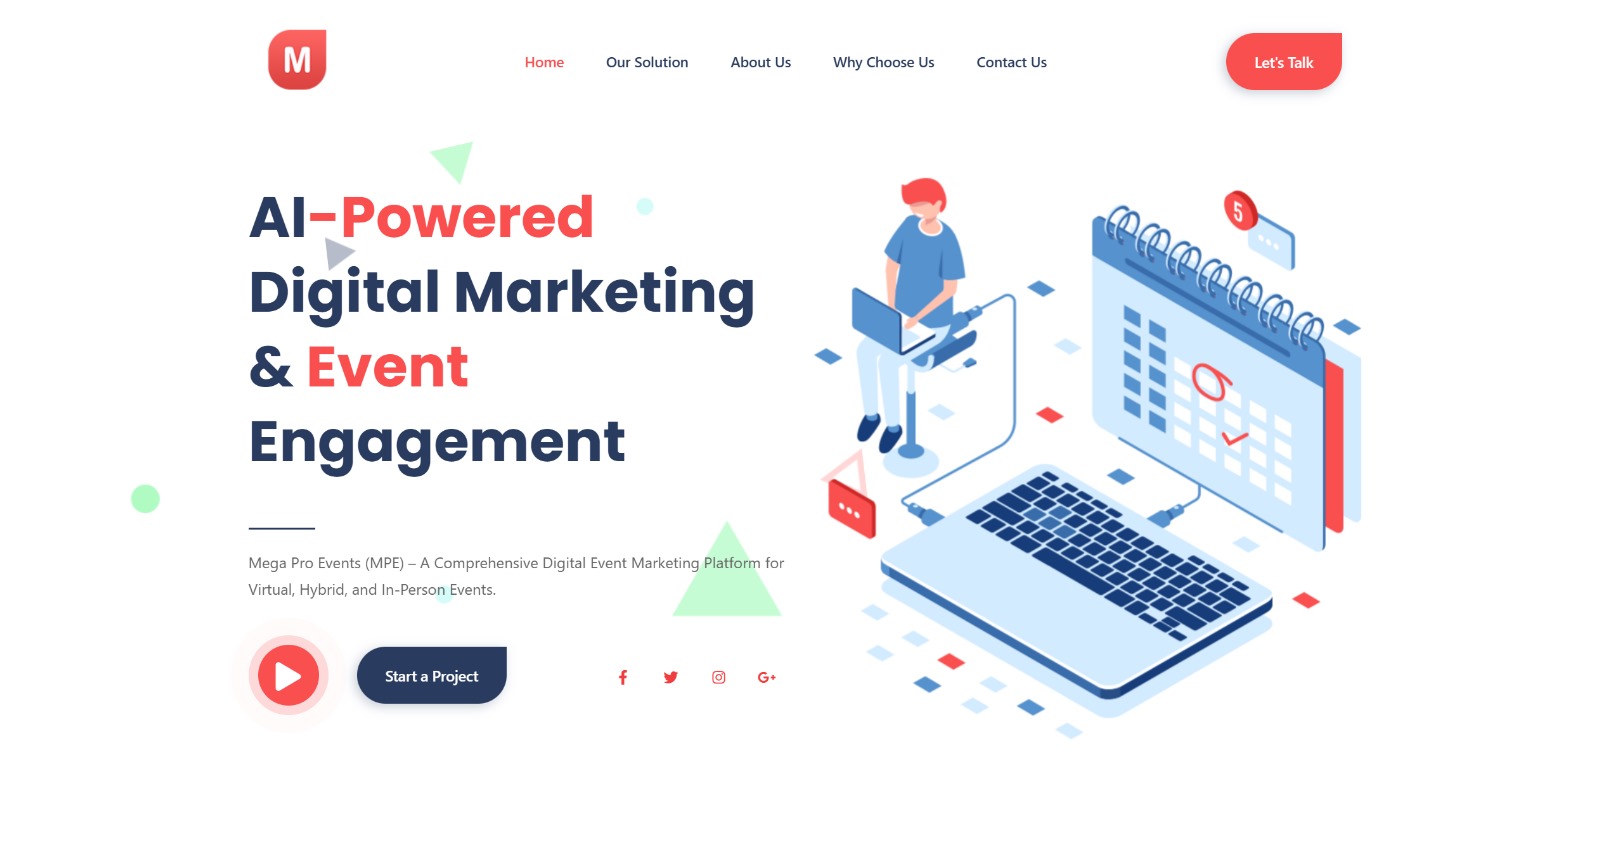 M
Home Our Solution About Us Why Choose Us Contact Us
Let's Talk
AI-Powered
Digital Marketing
& Event
Engagement
Mega Pro Events (MPE) – A Comprehensive Digital Event Marketing Platform for
Virtual, Hybrid, and In-Person Events.
Start a Project
5